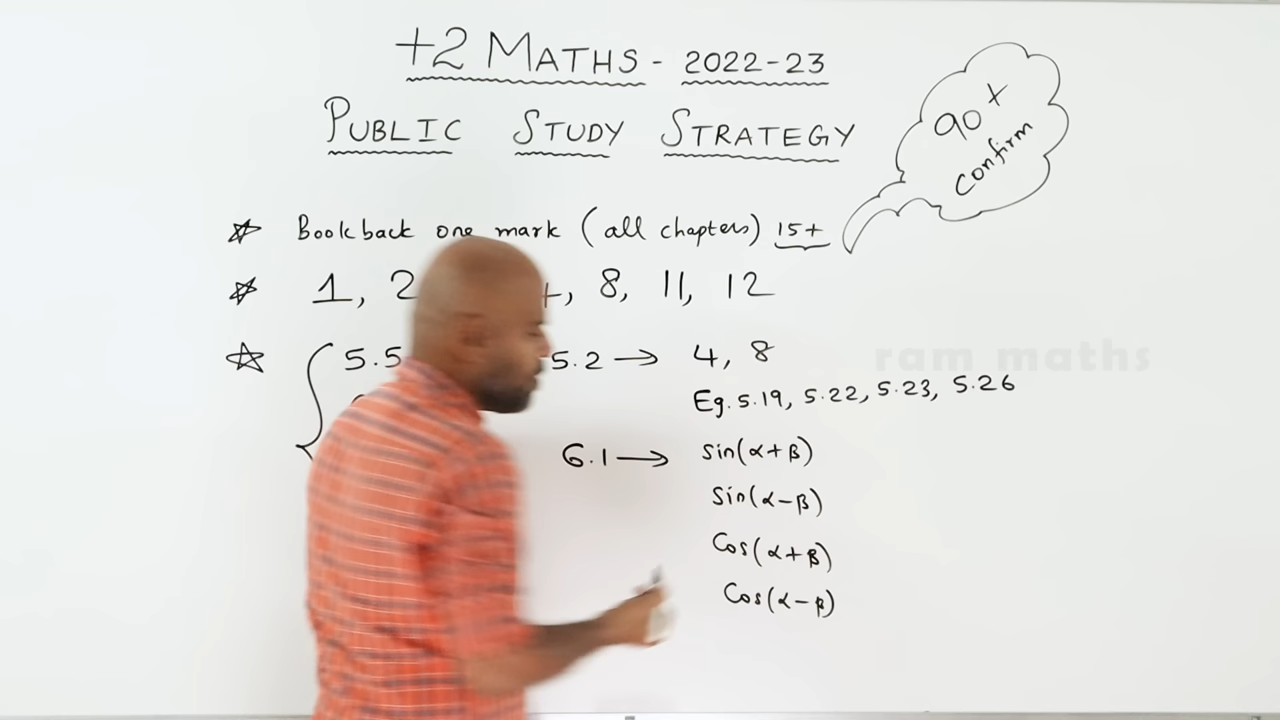 +2 MATHS - 2022-23
PUBLIC STUDY STRATEGY
90+
confirm
Book back one mark (all chapters) 15+
1, 2 , 8, 11, 12
5.5 5.2 → 4, 8
Eg. 5.19, 5.22, 5.23, 5.26
6.1 → sin(α+β)
sin(α-β)
Cos(α+β)
Cos(α-β)
ram maths